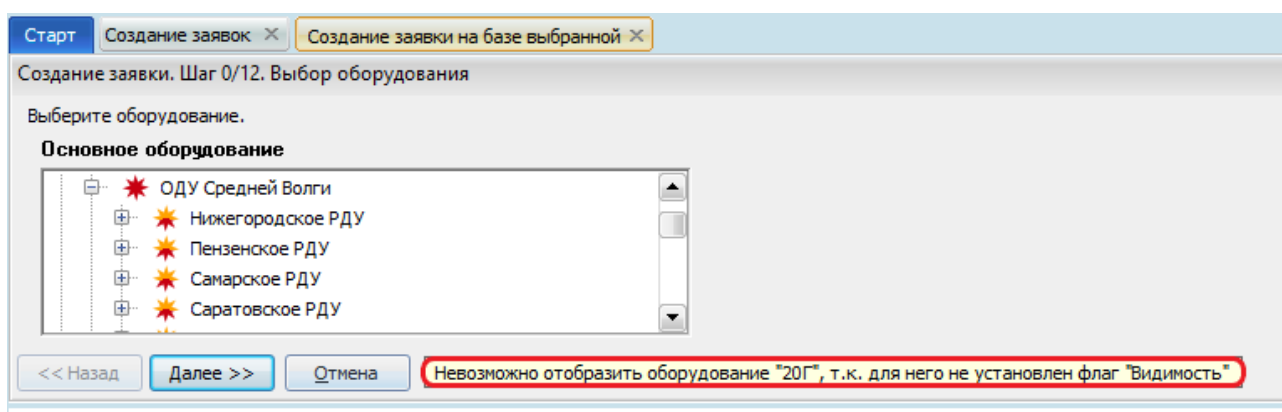 Старт Создание заявок Создание заявки на базе выбранной
Создание заявки. Шаг 0/12. Выбор оборудования
Выберите оборудование.
Основное оборудование
ОДУ Средней Волги
Нижегородское РДУ
Пензенское РДУ
Самарское РДУ
Саратовское РДУ
<< Назад Далее >> Отмена Невозможно отобразить оборудование "20Г", т.к. для него не установлен флаг "Видимость"